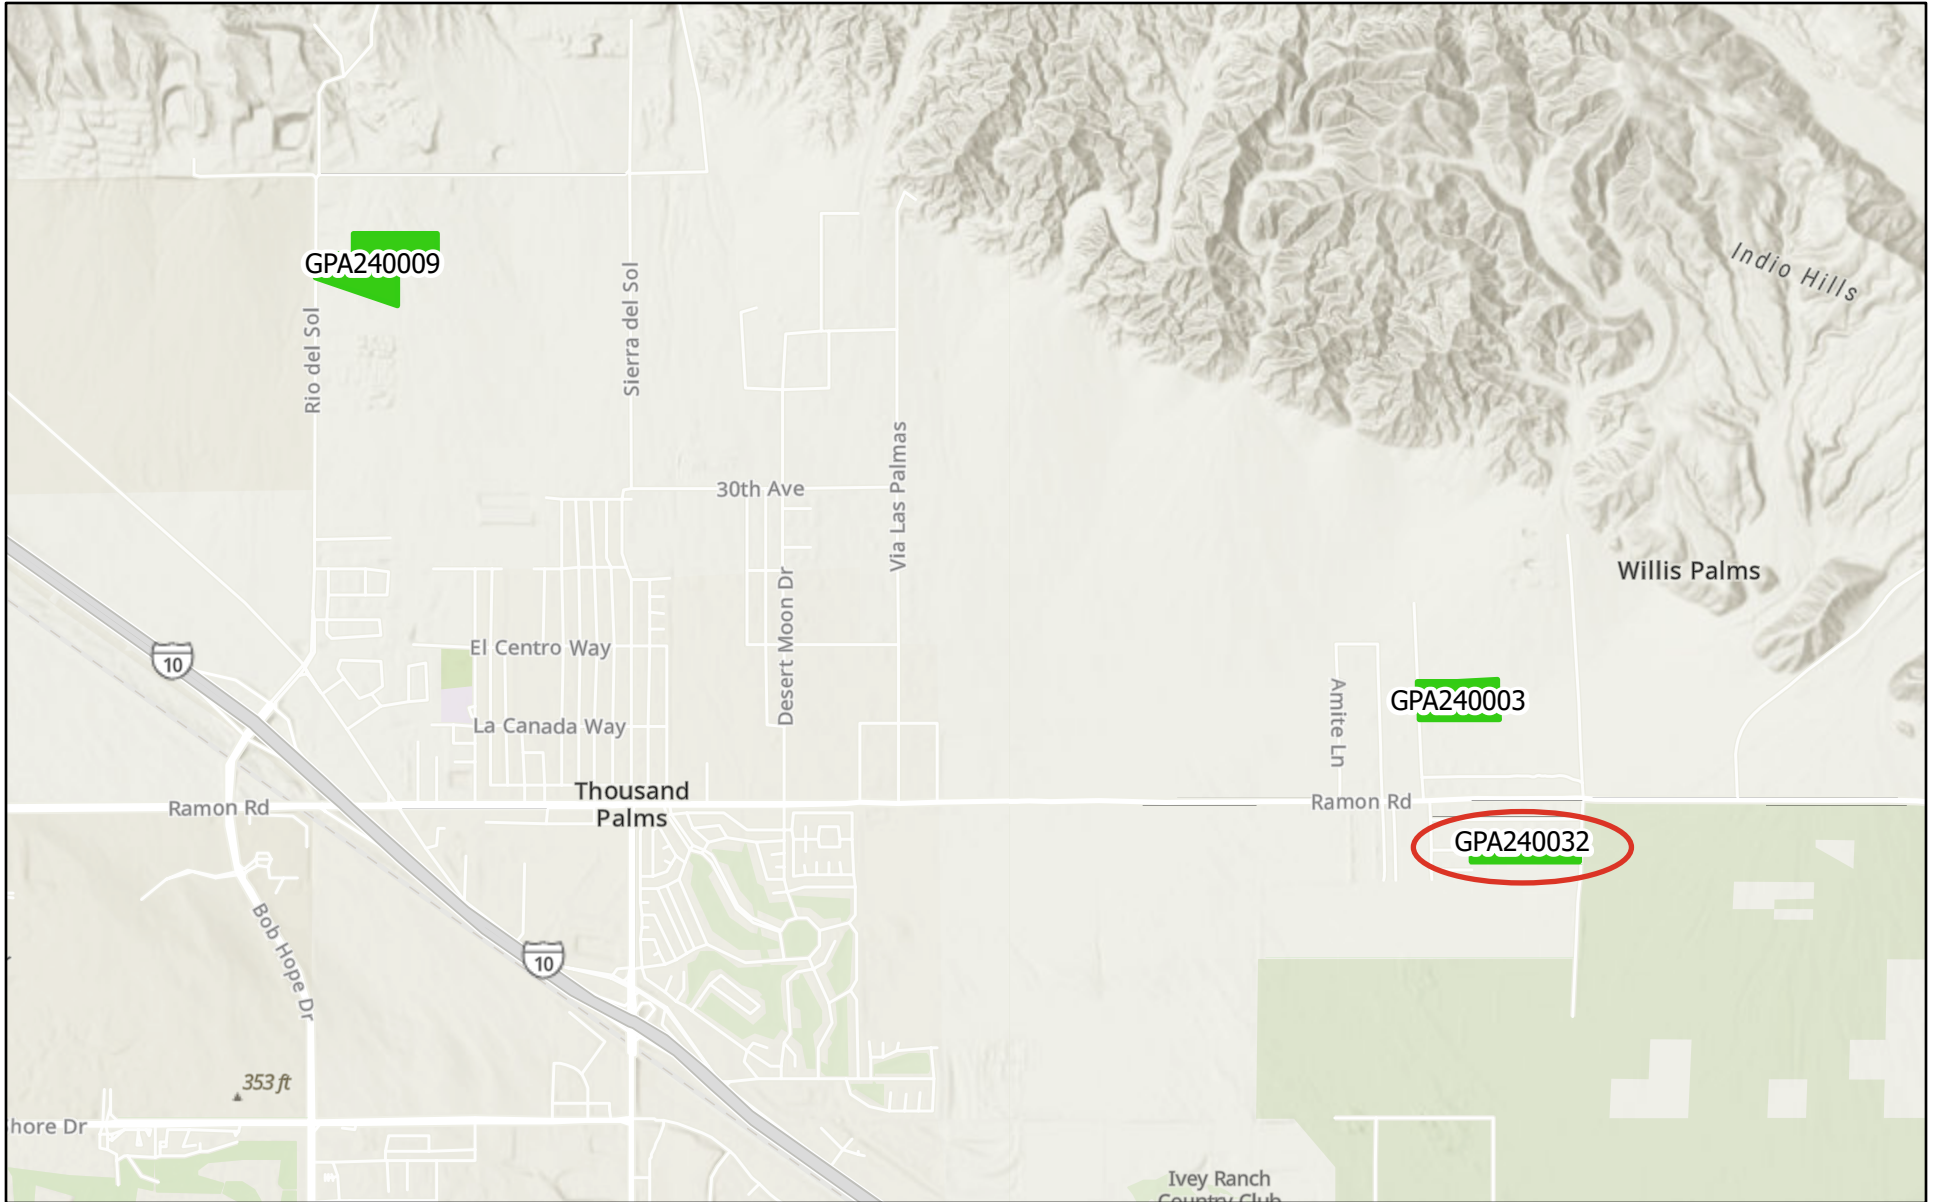 GPA240009
Indio Hills
Rio del Sol
Sierra del Sol
30th Ave
Via Las Palmas
Willis Palms
10
El Centro Way
Desert Moon Dr
GPA240003
Amite Ln
La Canada Way
Thousand
Palms
Ramon Rd
Ramon Rd
GPA240032
Bob Hope Dr
10
353 ft
hore Dr
Ivey Ranch
Country Club